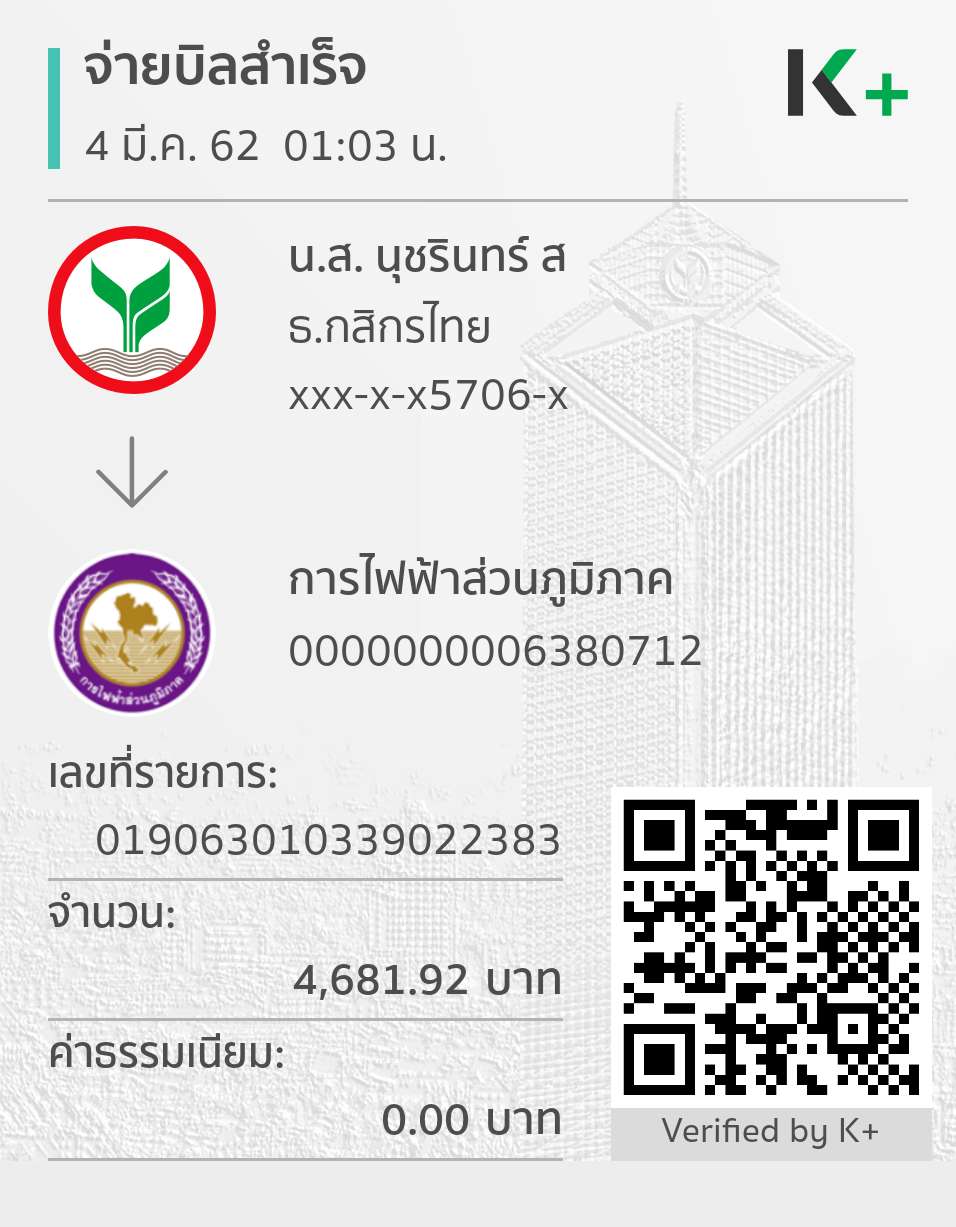 จ่ายบิลสำเร็จ
4 มี.ค. 62 01:03 น.
K+
น.ส. นุชรินทร์ ส
ธ.กสิกรไทย
xxx-x-x5706-x
การไฟฟ้าส่วนภูมิภาค
0000000006380712
การไฟฟ้าส่วนภูมิภาค
เลขที่รายการ:
019063010339022383
จำนวน:
4,681.92 บาท
ค่าธรรมเนียม:
0.00 บาท
Verified by K+